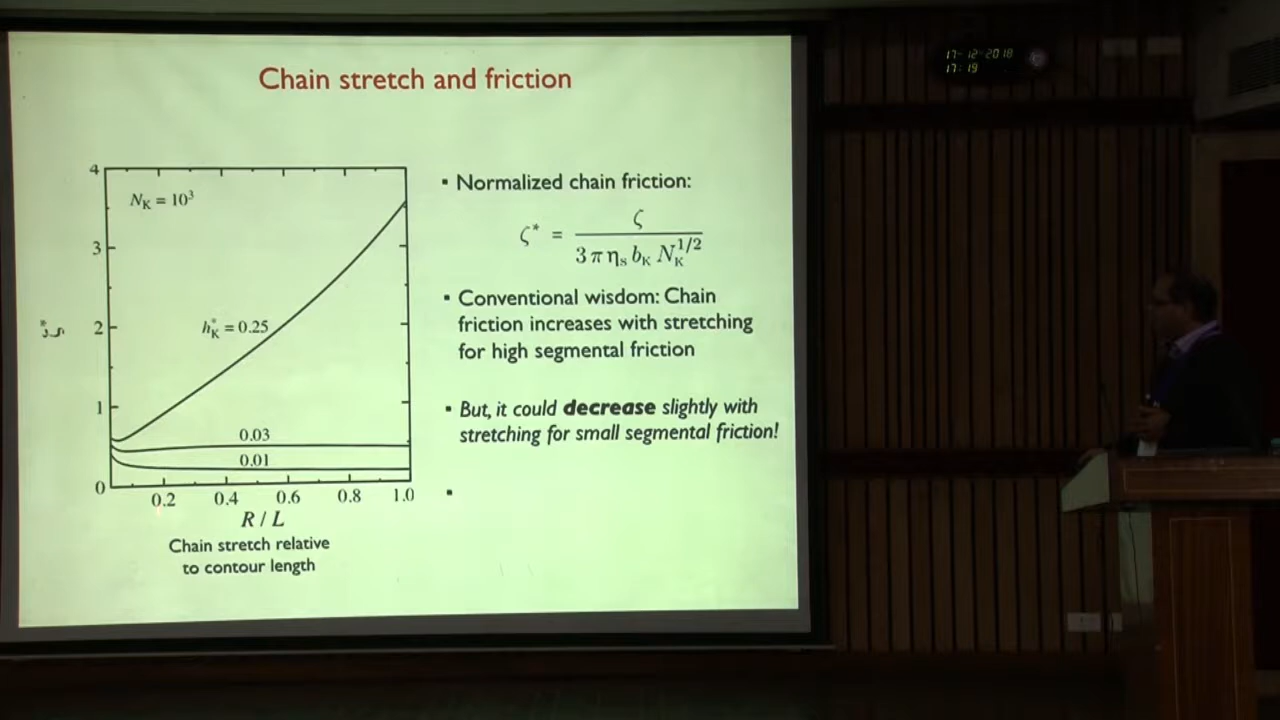 Chain stretch and friction
4
N_K = 10^3
3
h*_K = 0.25
2
ζ*
1
0.03
0.01
0
0.2 0.4 0.6 0.8 1.0
R / L
Chain stretch relative
to contour length
▪ Normalized chain friction:
ζ* = ζ / (3 π η_s b_K N_K^1/2)
▪ Conventional wisdom: Chain
friction increases with stretching
for high segmental friction
▪ But, it could decrease slightly with
stretching for small segmental friction!
▪
17-12-2018
17:19